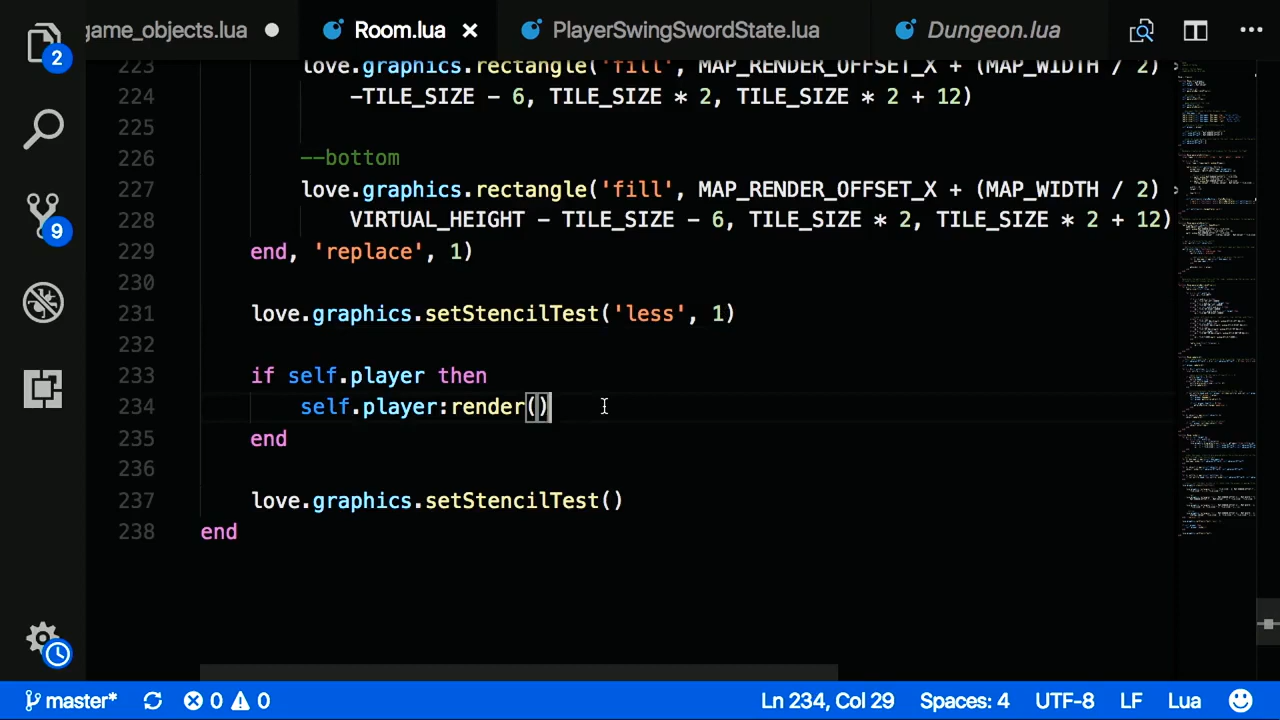 game_objects.lua Room.lua PlayerSwingSwordState.lua Dungeon.lua
2
223 love.graphics.rectangle('fill', MAP_RENDER_OFFSET_X + (MAP_WIDTH / 2)
224 -TILE_SIZE - 6, TILE_SIZE * 2, TILE_SIZE * 2 + 12)
225
226 --bottom
227 love.graphics.rectangle('fill', MAP_RENDER_OFFSET_X + (MAP_WIDTH / 2)
228 VIRTUAL_HEIGHT - TILE_SIZE - 6, TILE_SIZE * 2, TILE_SIZE * 2 + 12)
9
229 end, 'replace', 1)
230
231 love.graphics.setStencilTest('less', 1)
232
233 if self.player then
234 self.player:render()
235 end
236
237 love.graphics.setStencilTest()
238 end
master* 0 0 Ln 234, Col 29 Spaces: 4 UTF-8 LF Lua